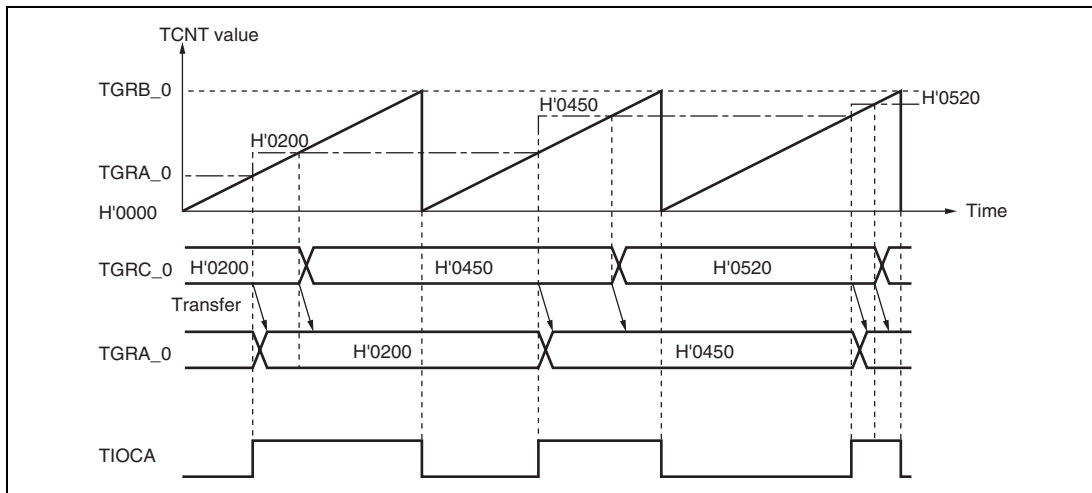 TCNT value
TGRB_0
H'0520
H'0450
H'0200
TGRA_0
H'0000
Time
TGRC_0
H'0200
H'0450
H'0520
Transfer
TGRA_0
H'0200
H'0450
TIOCA